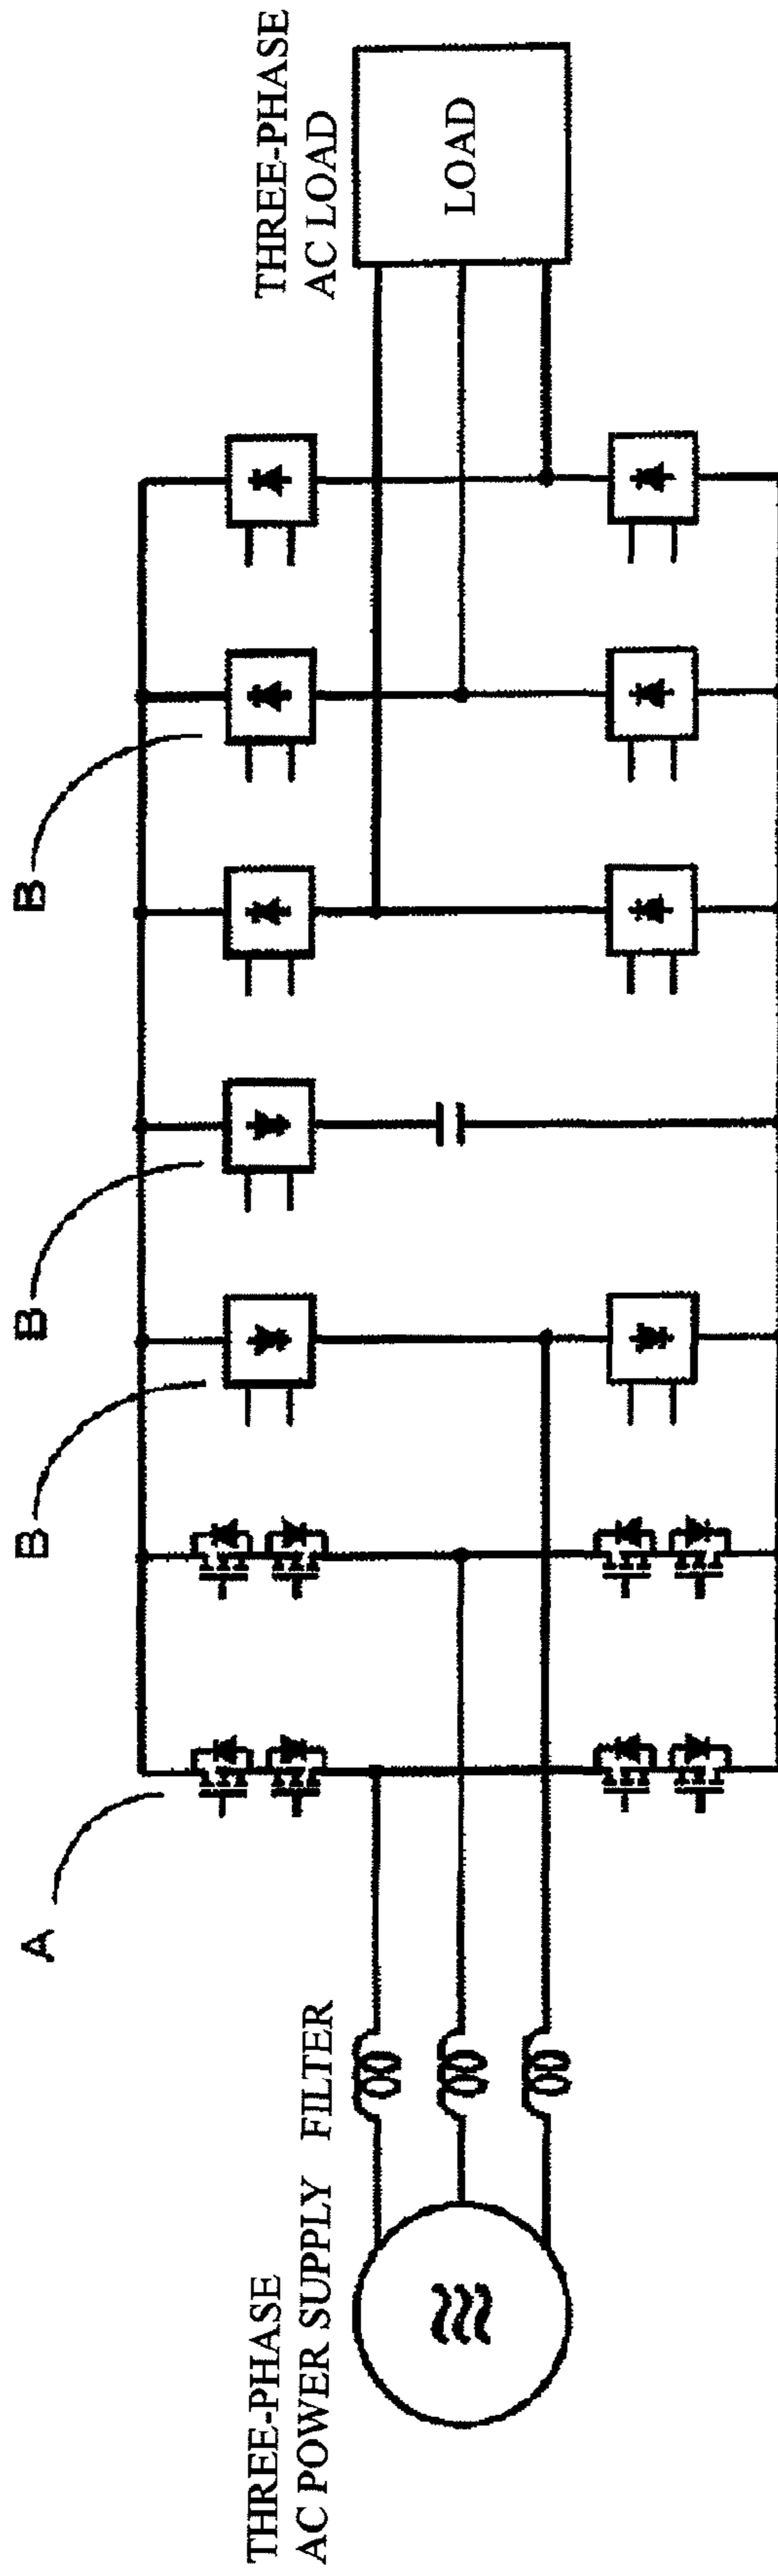 THREE-PHASE
AC POWER SUPPLY
FILTER
A
B
B
B
THREE-PHASE
AC LOAD
LOAD